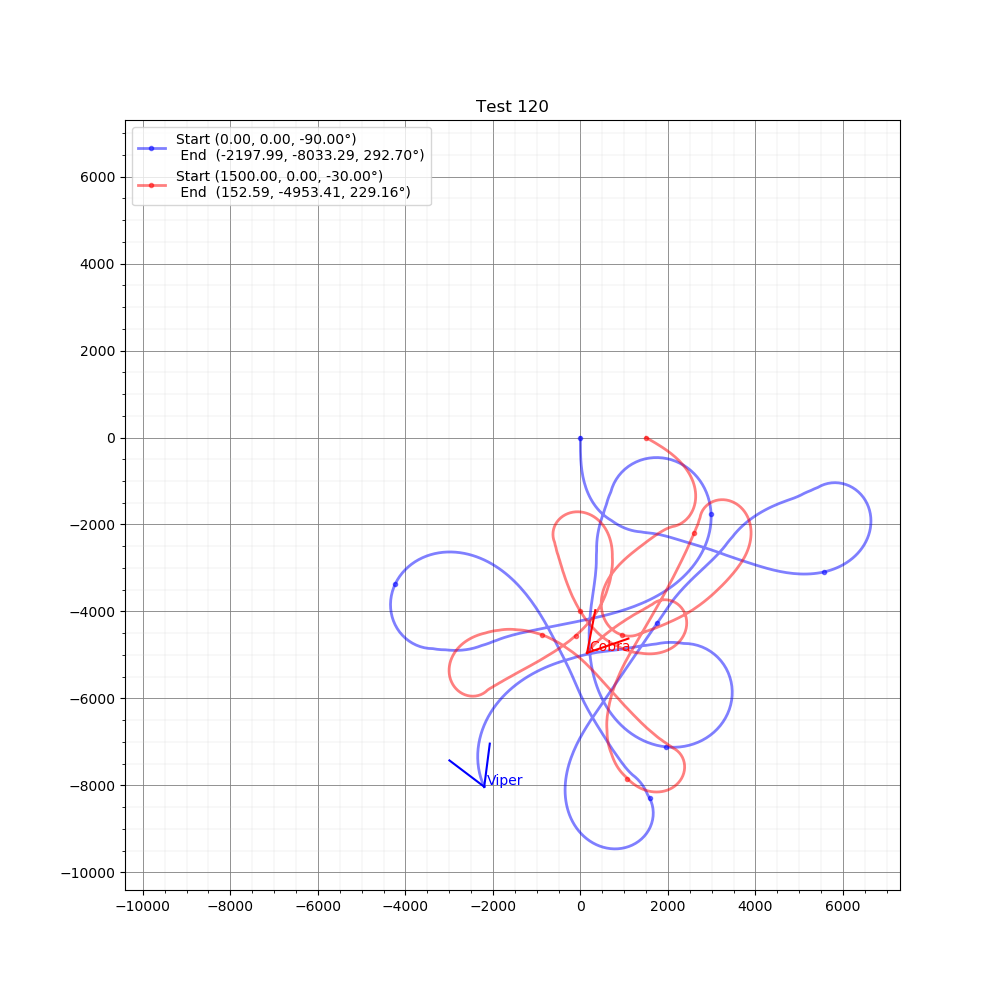 Test 120
Start (0.00, 0.00, -90.00°)
End (-2197.99, -8033.29, 292.70°)
Start (1500.00, 0.00, -30.00°)
End (152.59, -4953.41, 229.16°)
6000
4000
2000
0
−2000
−4000
−6000
−8000
−10000
Cobra
Viper
−10000 −8000 −6000 −4000 −2000 0 2000 4000 6000